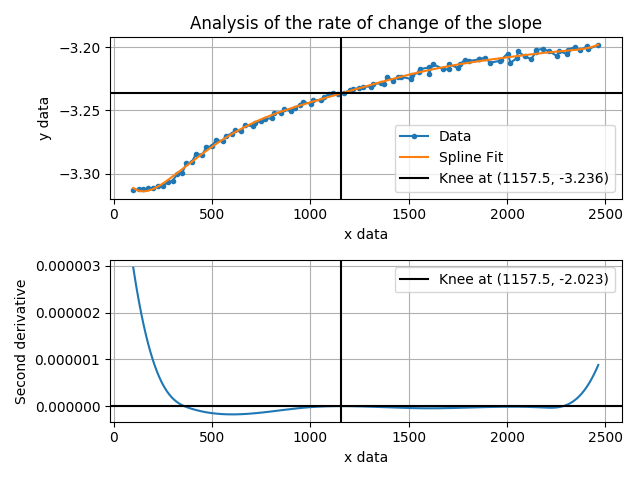 Analysis of the rate of change of the slope
−3.20
−3.25
−3.30
y data
Data
Spline Fit
Knee at (1157.5, -3.236)
0 500 1000 1500 2000 2500
x data
0.000003
0.000002
0.000001
0.000000
Second derivative
Knee at (1157.5, -2.023)
0 500 1000 1500 2000 2500
x data